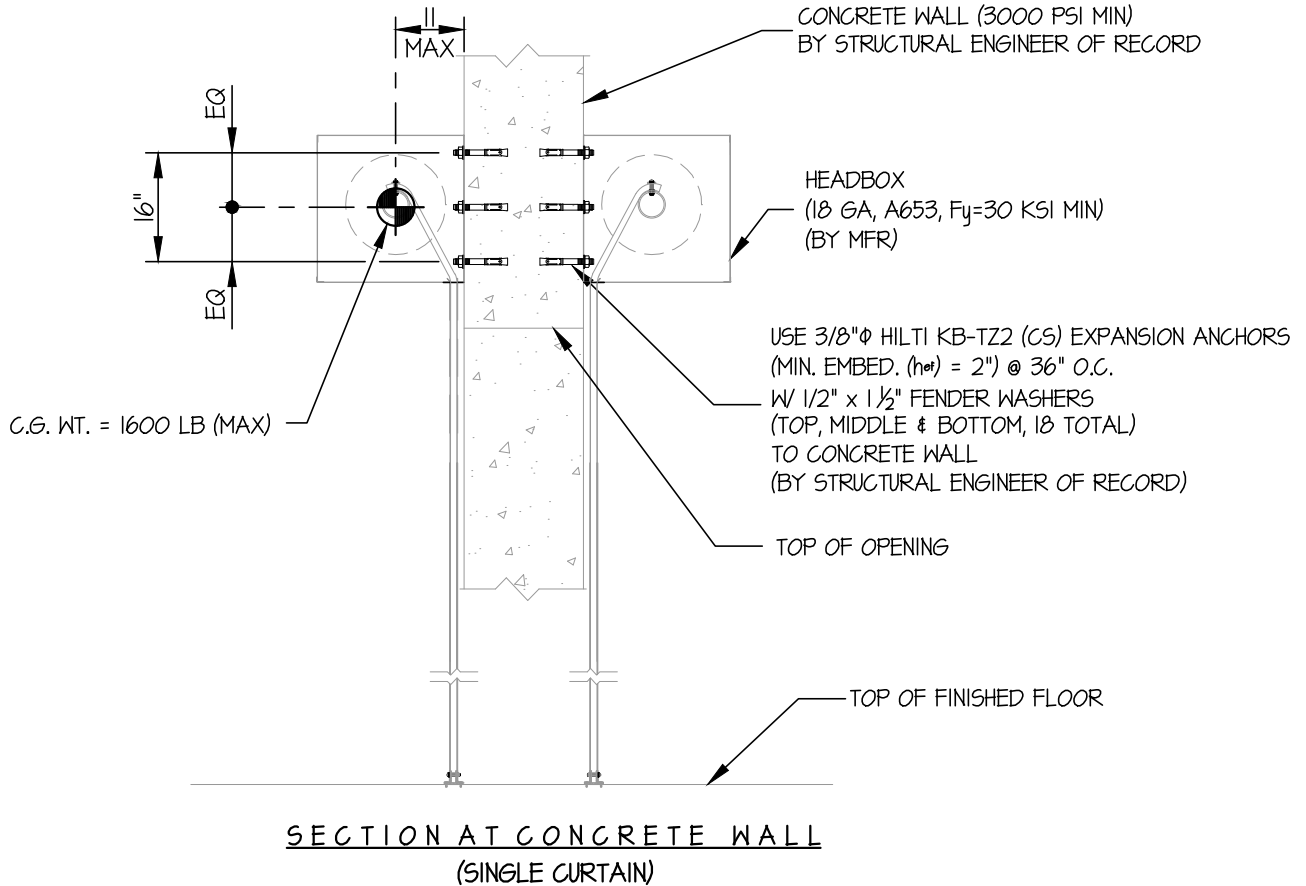 11
MAX
CONCRETE WALL (3000 PSI MIN)
BY STRUCTURAL ENGINEER OF RECORD
EQ
16"
EQ
HEADBOX
(18 GA, A653, Fy=30 KSI MIN)
(BY MFR)
USE 3/8"Φ HILTI KB-TZ2 (CS) EXPANSION ANCHORS
(MIN. EMBED. (hef) = 2") @ 36" O.C.
W/ 1/2" x 1 1/2" FENDER WASHERS
(TOP, MIDDLE & BOTTOM, 18 TOTAL)
TO CONCRETE WALL
(BY STRUCTURAL ENGINEER OF RECORD)
C.G. WT. = 1600 LB (MAX)
TOP OF OPENING
TOP OF FINISHED FLOOR
SECTION AT CONCRETE WALL
(SINGLE CURTAIN)